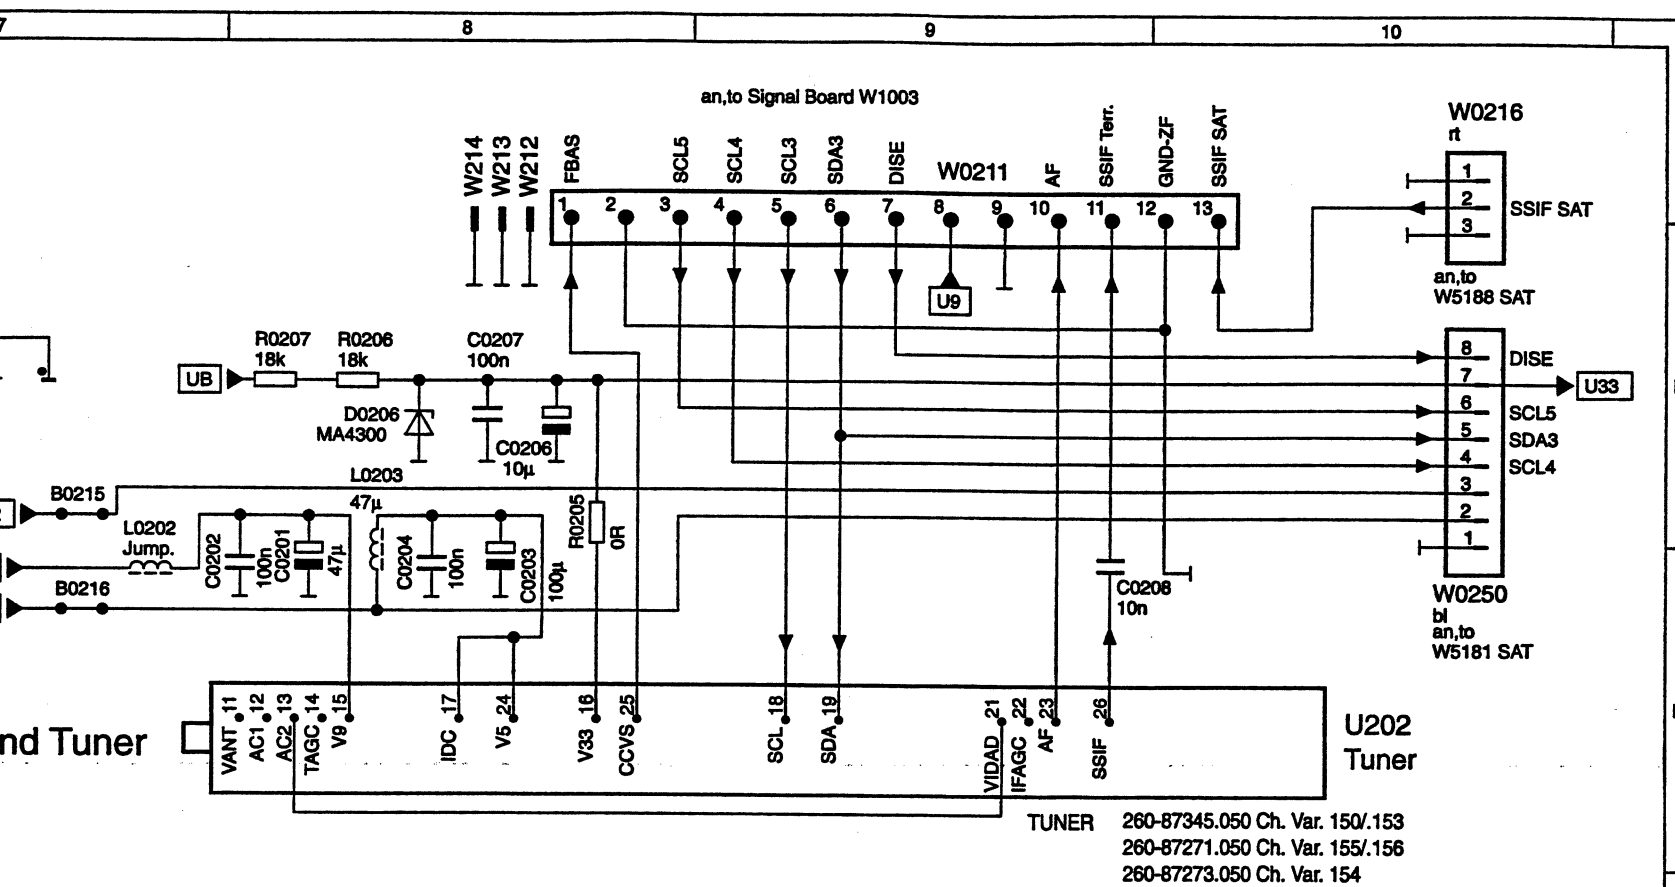 7
8
9
10
an,to Signal Board W1003
W214
W213
W212
FBAS
SCL5
SCL4
SCL3
SDA3
DISE
W0211
AF
SSIF Terr.
GND-ZF
SSIF SAT
1
2
3
4
5
6
7
8
9
10
11
12
13
U9
W0216
rt
1
2
3
SSIF SAT
an,to
W5188 SAT
UB
R0207
18k
R0206
18k
C0207
100n
D0206
MA4300
C0206
10µ
8
7
6
5
4
3
2
1
DISE
U33
SCL5
SDA3
SCL4
W0250
bl
an,to
W5181 SAT
B0215
L0202
Jump.
B0216
C0202
100n
C0201
47µ
L0203
47µ
C0204
100n
C0203
100µ
R0205
0R
C0208
10n
nd Tuner
11
12
13
14
15
17
24
16
25
18
19
21
22
23
26
VANT
AC1
AC2
TAGC
V9
IDC
V5
V33
CCVS
SCL
SDA
VIDAD
IFAGC
AF
SSIF
U202
Tuner
TUNER 260-87345.050 Ch. Var. 150/.153
260-87271.050 Ch. Var. 155/.156
260-87273.050 Ch. Var. 154